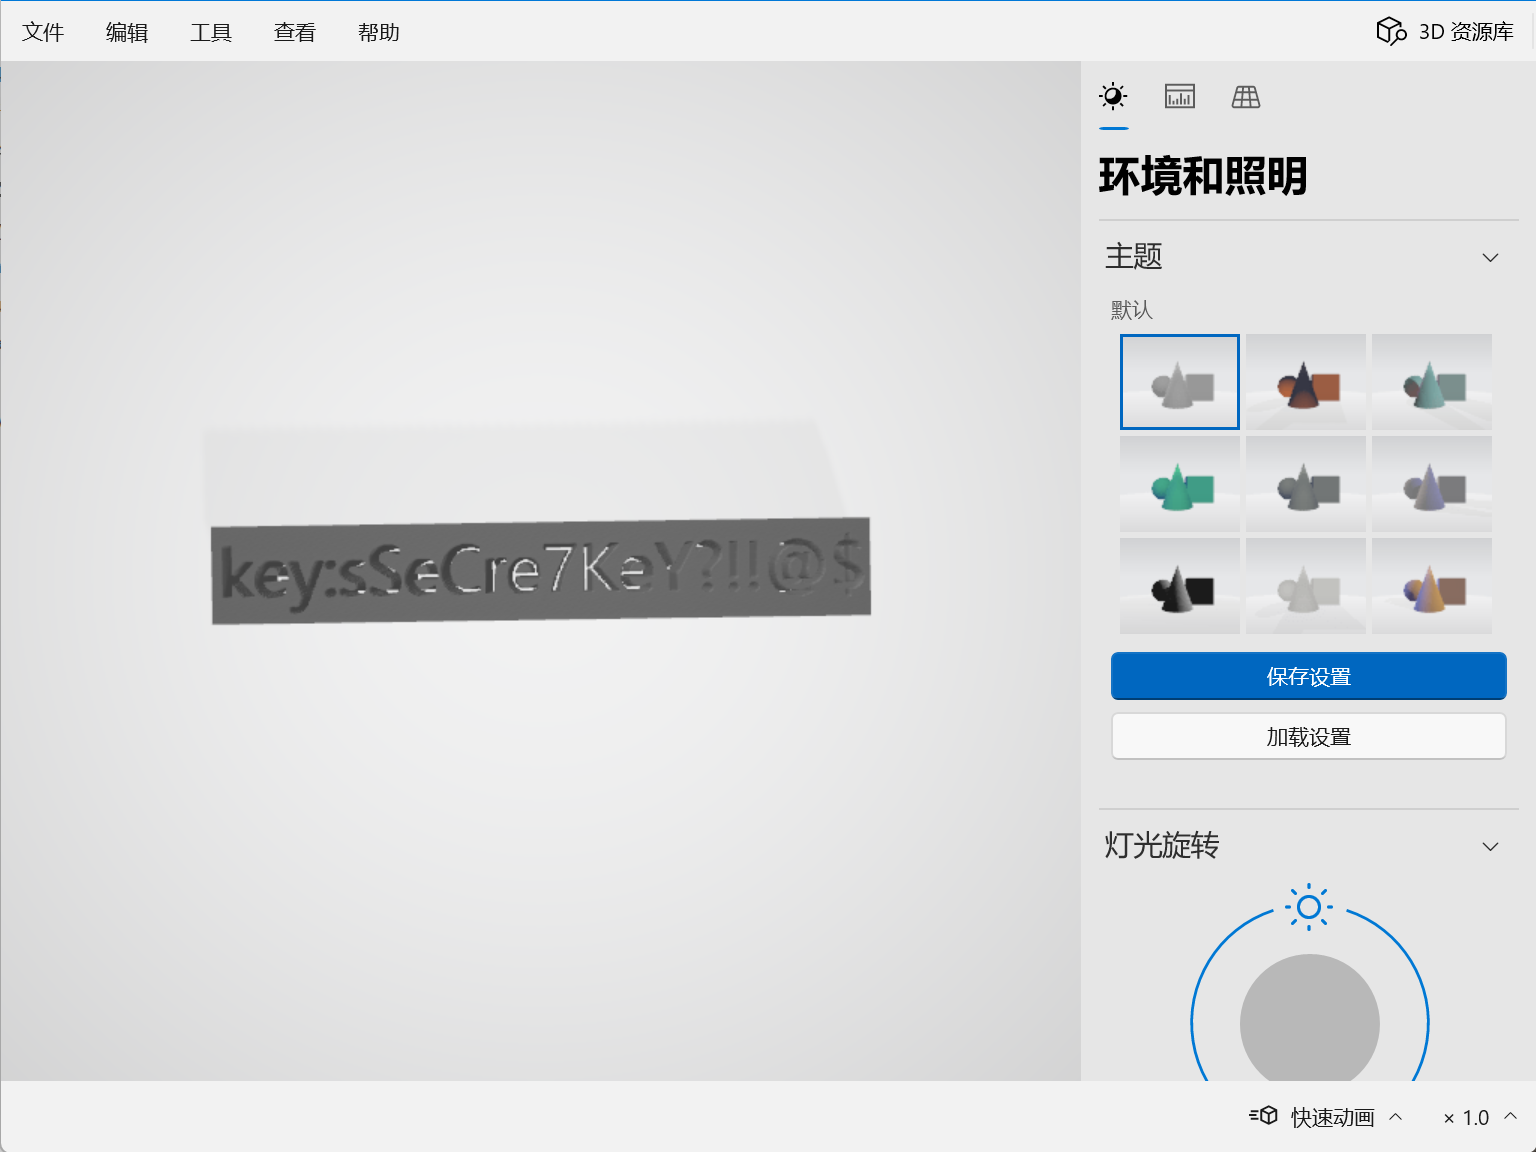 文件 编辑 工具 查看 帮助 3D 资源库
环境和照明
主题
默认
key:sSeCre7KeY?!!@$
保存设置
加载设置
灯光旋转
快速动画 × 1.0